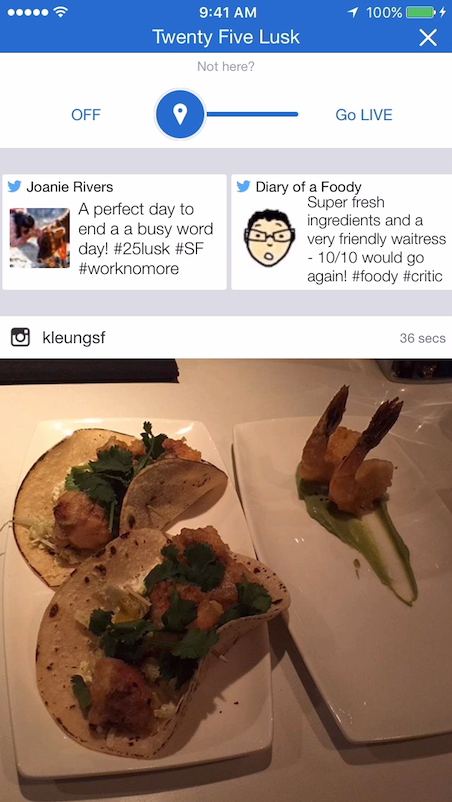 9:41 AM
100%
Twenty Five Lusk
Not here?
OFF
Go LIVE
Joanie Rivers
A perfect day to
end a a busy word
day! #25lusk #SF
#worknomore
Diary of a Foody
Super fresh
ingredients and a
very friendly waitress
- 10/10 would go
again! #foody #critic
kleungsf
36 secs